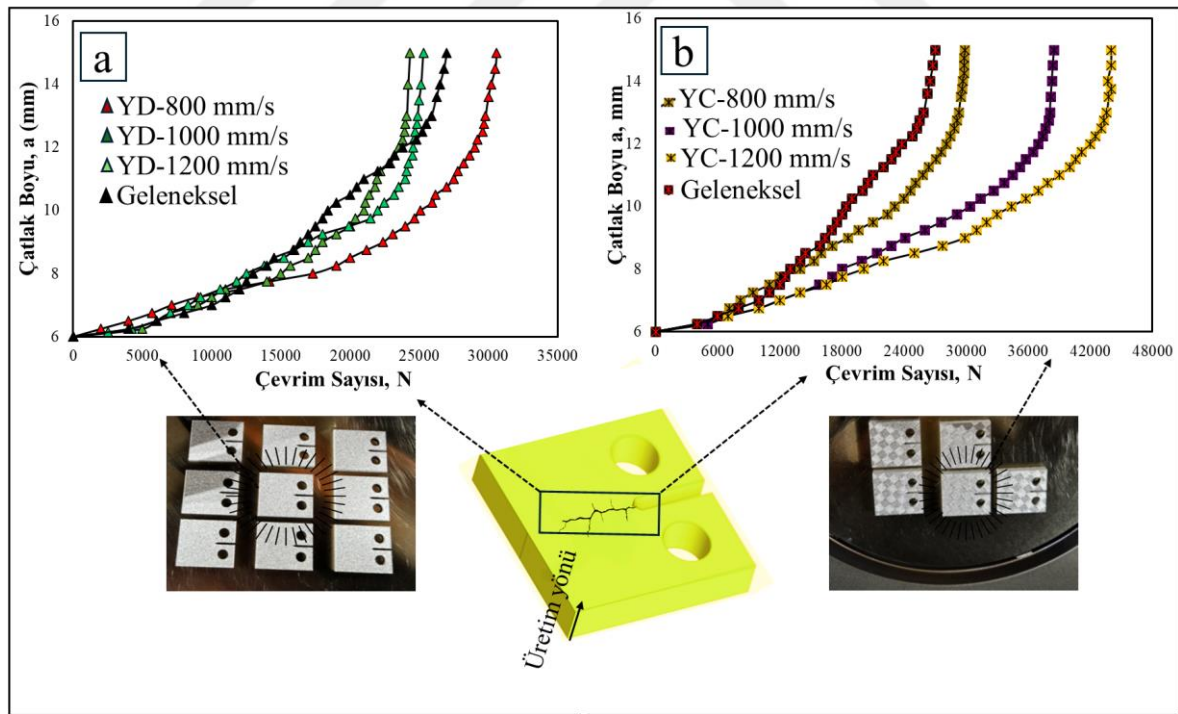 a
YD-800 mm/s
YD-1000 mm/s
YD-1200 mm/s
Geleneksel
Çatlak Boyu, a (mm)
16
14
12
10
8
6
0 5000 10000 15000 20000 25000 30000 35000
Çevrim Sayısı, N
b
YC-800 mm/s
YC-1000 mm/s
YC-1200 mm/s
Geleneksel
Çatlak Boyu a, mm
16
14
12
10
8
6
0 6000 12000 18000 24000 30000 36000 42000 48000
Çevrim Sayısı, N
Üretim yönü